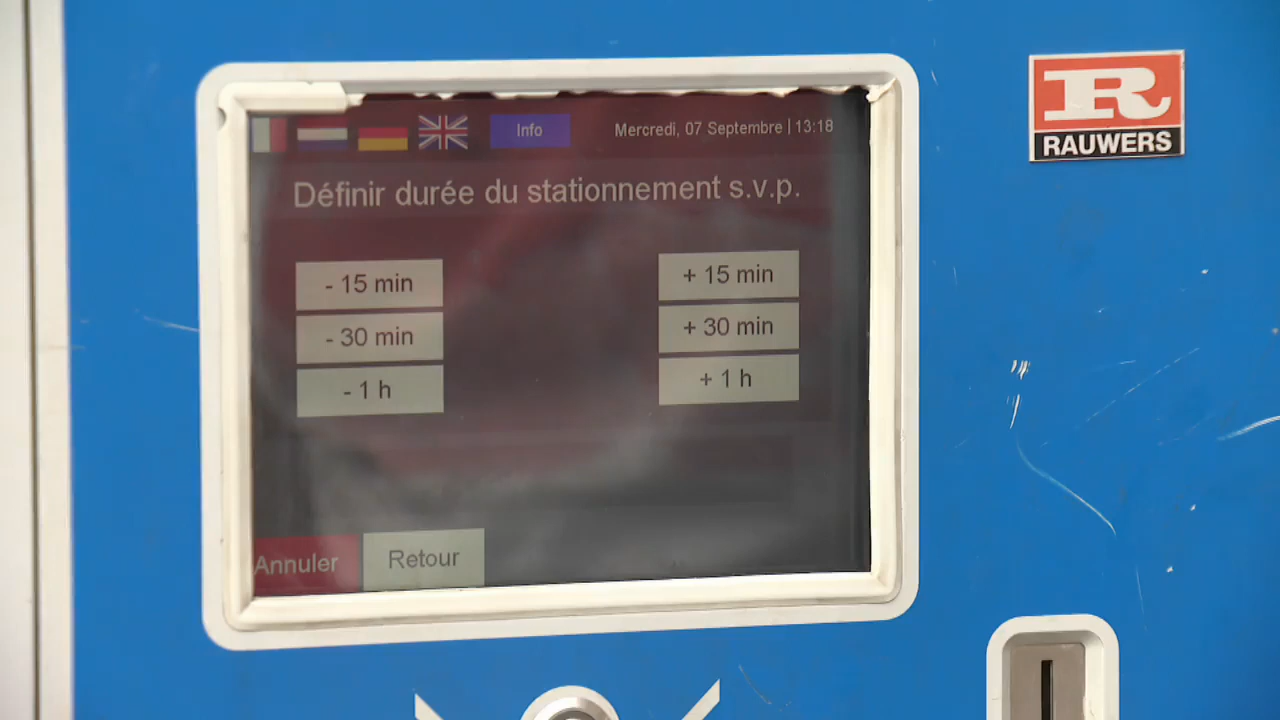 Info
Mercredi, 07 Septembre | 13:18
R
RAUWERS
Définir durée du stationnement s.v.p.
- 15 min
+ 15 min
- 30 min
+ 30 min
- 1 h
+ 1 h
Annuler
Retour